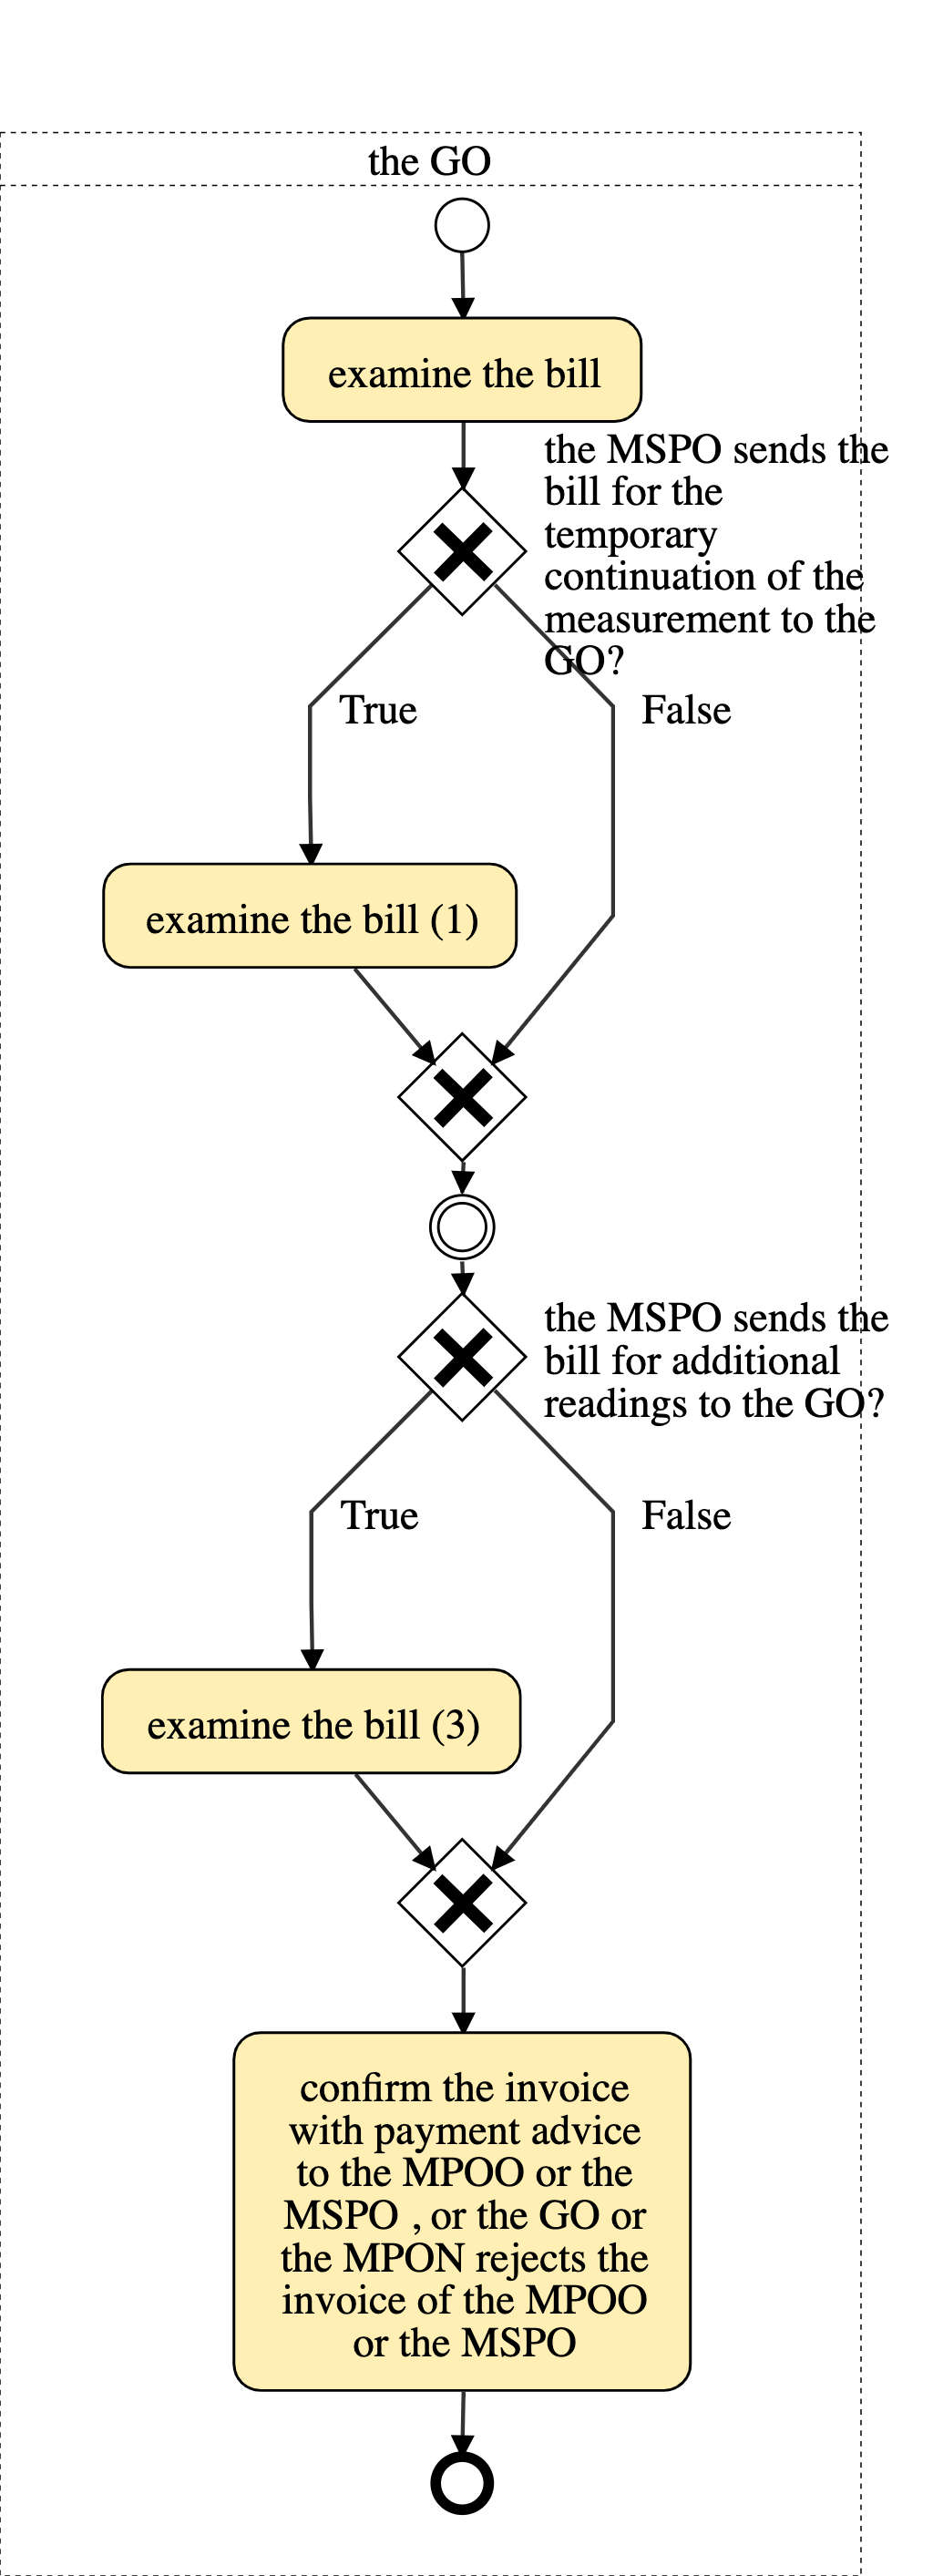 the GO
examine the bill
the MSPO sends the
bill for the
temporary
continuation of the
measurement to the
GO?
True
False
examine the bill (1)
the MSPO sends the
bill for additional
readings to the GO?
True
False
examine the bill (3)
confirm the invoice
with payment advice
to the MPOO or the
MSPO , or the GO or
the MPON rejects the
invoice of the MPOO
or the MSPO